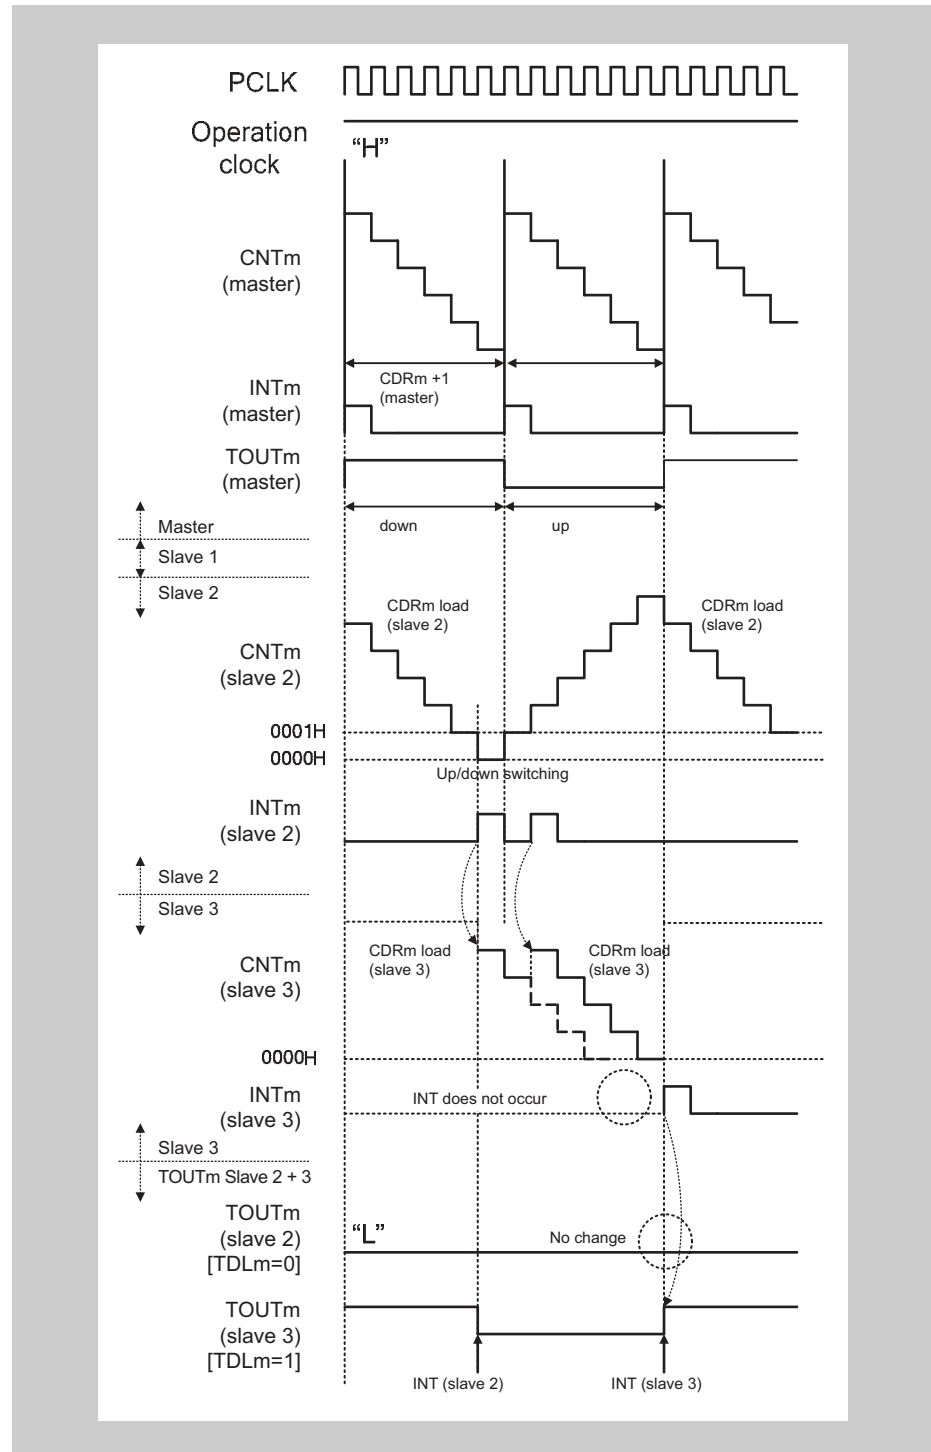 PCLK
Operation
clock
“H”
CNTm
(master)
CDRm +1
(master)
INTm
(master)
TOUTm
(master)
down
up
Master
Slave 1
Slave 2
CDRm load
(slave 2)
CDRm load
(slave 2)
CNTm
(slave 2)
0001H
0000H
Up/down switching
INTm
(slave 2)
Slave 2
Slave 3
CDRm load
(slave 3)
CDRm load
(slave 3)
CNTm
(slave 3)
0000H
INTm
(slave 3)
INT does not occur
Slave 3
TOUTm Slave 2 + 3
TOUTm
(slave 2)
[TDLm=0]
“L”
No change
TOUTm
(slave 3)
[TDLm=1]
INT (slave 2)
INT (slave 3)